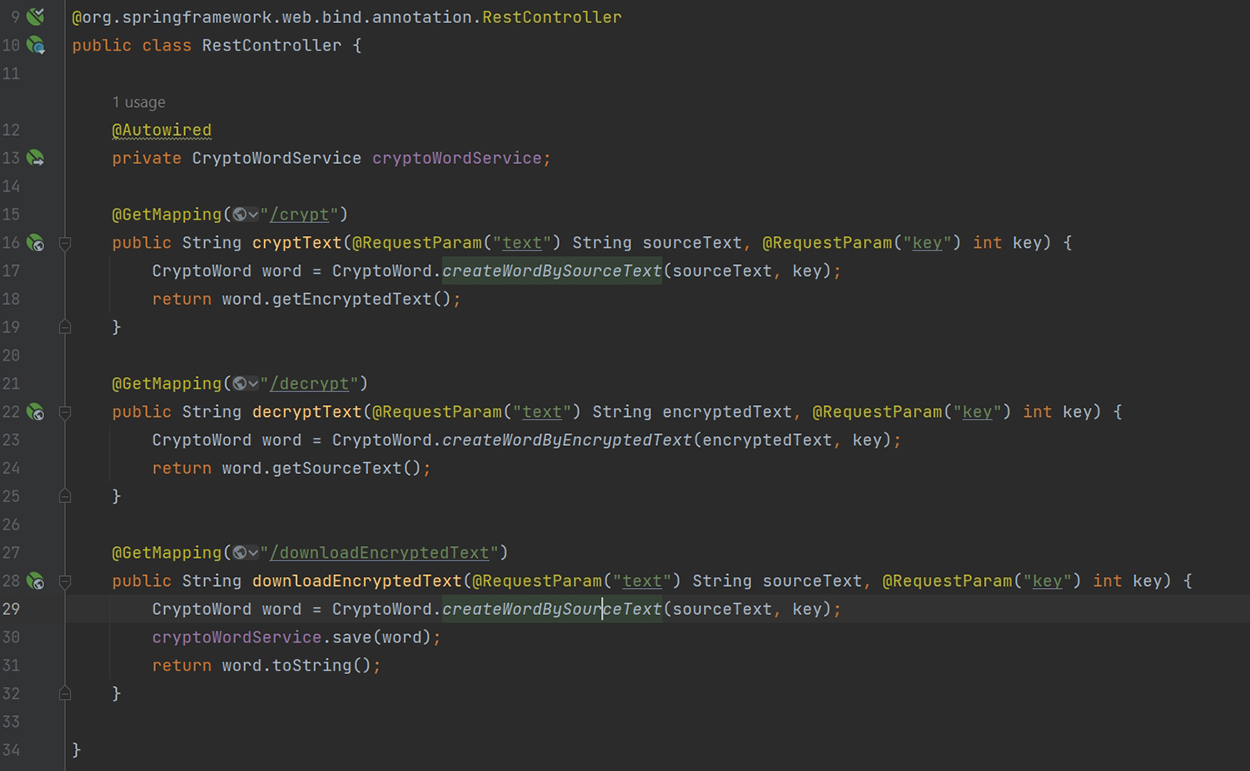 9 @org.springframework.web.bind.annotation.RestController
10 public class RestController {
11
1 usage
12 @Autowired
13 private CryptoWordService cryptoWordService;
14
15 @GetMapping("/crypt")
16 public String cryptText(@RequestParam("text") String sourceText, @RequestParam("key") int key) {
17 CryptoWord word = CryptoWord.createWordBySourceText(sourceText, key);
18 return word.getEncryptedText();
19 }
20
21 @GetMapping("/decrypt")
22 public String decryptText(@RequestParam("text") String encryptedText, @RequestParam("key") int key) {
23 CryptoWord word = CryptoWord.createWordByEncryptedText(encryptedText, key);
24 return word.getSourceText();
25 }
26
27 @GetMapping("/downloadEncryptedText")
28 public String downloadEncryptedText(@RequestParam("text") String sourceText, @RequestParam("key") int key) {
29 CryptoWord word = CryptoWord.createWordBySourceText(sourceText, key);
30 cryptoWordService.save(word);
31 return word.toString();
32 }
33
34 }